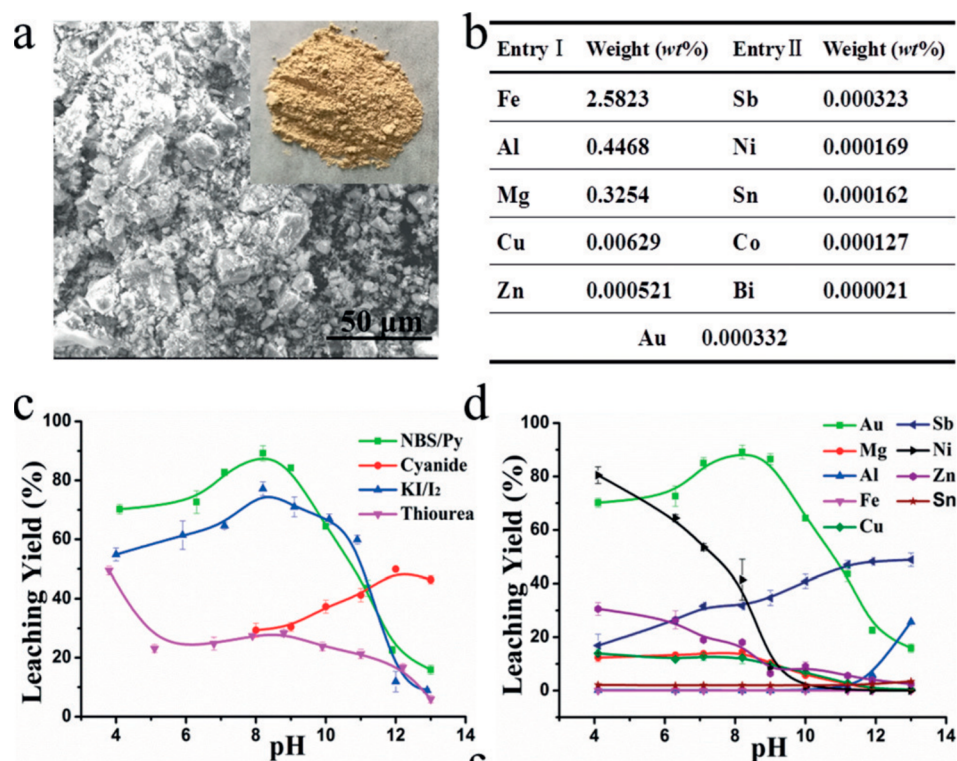 a
50 µm
b
Entry Ⅰ Weight (wt%) Entry Ⅱ Weight (wt%)
Fe 2.5823 Sb 0.000323
Al 0.4468 Ni 0.000169
Mg 0.3254 Sn 0.000162
Cu 0.00629 Co 0.000127
Zn 0.000521 Bi 0.000021
Au 0.000332
c
Leaching Yield (%)
100
80
60
40
20
0
NBS/Py
Cyanide
KI/I₂
Thiourea
4 6 8 10 12 14
pH
d
Leaching Yield (%)
100
80
60
40
20
0
Au Sb
Mg Ni
Al Zn
Fe Sn
Cu
4 6 8 10 12 14
pH